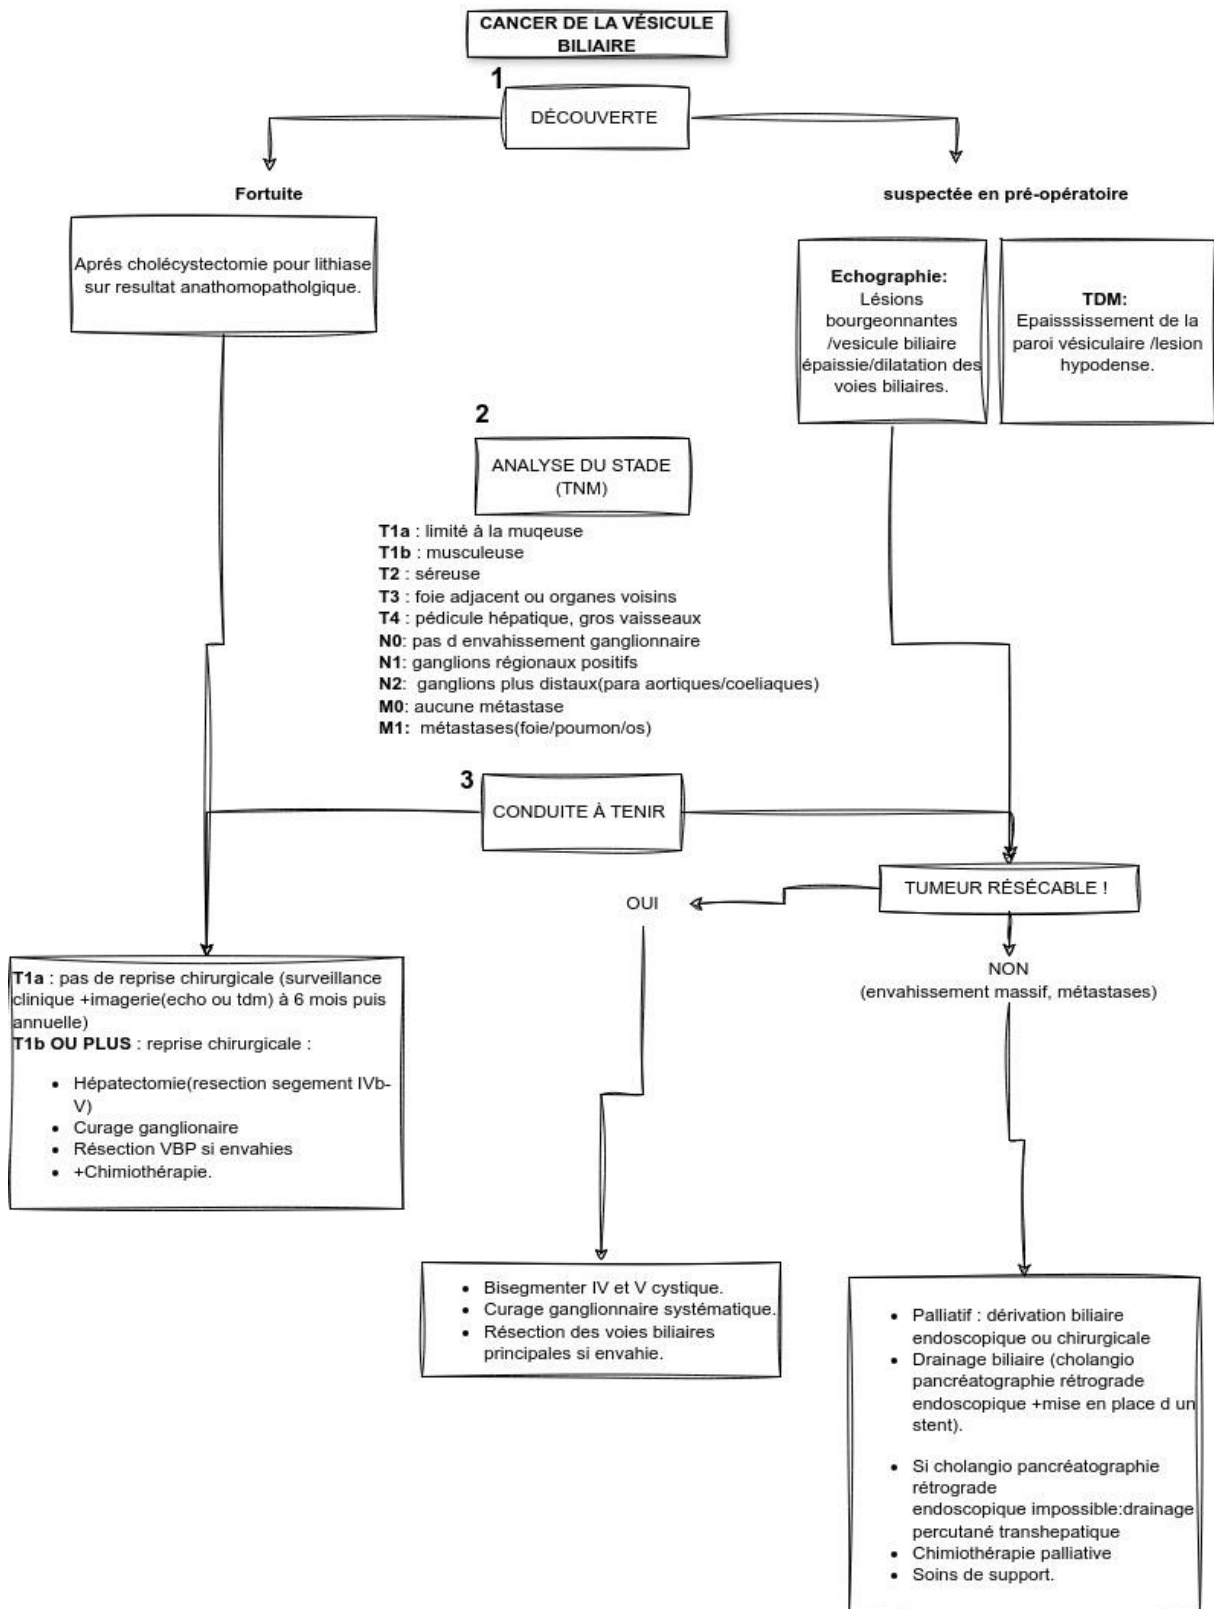 CANCER DE LA VÉSICULE
BILIAIRE
1
DÉCOUVERTE
Fortuite
suspectée en pré-opératoire
Aprés cholécystectomie pour lithiase
sur resultat anathomopatholgique.
Echographie:
Lésions
bourgeonnantes
/vesicule biliaire
épaissie/dilatation des
voies biliaires.
TDM:
Epaisssissement de la
paroi vésiculaire /lesion
hypodense.
2
ANALYSE DU STADE
(TNM)
T1a : limité à la muqeuse
T1b : musculeuse
T2 : séreuse
T3 : foie adjacent ou organes voisins
T4 : pédicule hépatique, gros vaisseaux
N0: pas d envahissement ganglionnaire
N1: ganglions régionaux positifs
N2: ganglions plus distaux(para aortiques/coeliaques)
M0: aucune métastase
M1: métastases(foie/poumon/os)
3
CONDUITE À TENIR
TUMEUR RÉSÉCABLE !
OUI
NON
(envahissement massif, métastases)
T1a : pas de reprise chirurgicale (surveillance
clinique +imagerie(echo ou tdm) à 6 mois puis
annuelle)
T1b OU PLUS : reprise chirurgicale :
• Hépatectomie(resection segement IVb-
V)
• Curage ganglionaire
• Résection VBP si envahies
• +Chimiothérapie.
• Bisegmenter IV et V cystique.
• Curage ganglionnaire systématique.
• Résection des voies biliaires
principales si envahie.
• Palliatif : dérivation biliaire
endoscopique ou chirurgicale
• Drainage biliaire (cholangio
pancréatographie rétrograde
endoscopique +mise en place d un
stent).
• Si cholangio pancréatographie
rétrograde
endoscopique impossible:drainage
percutané transhepatique
• Chimiothérapie palliative
• Soins de support.